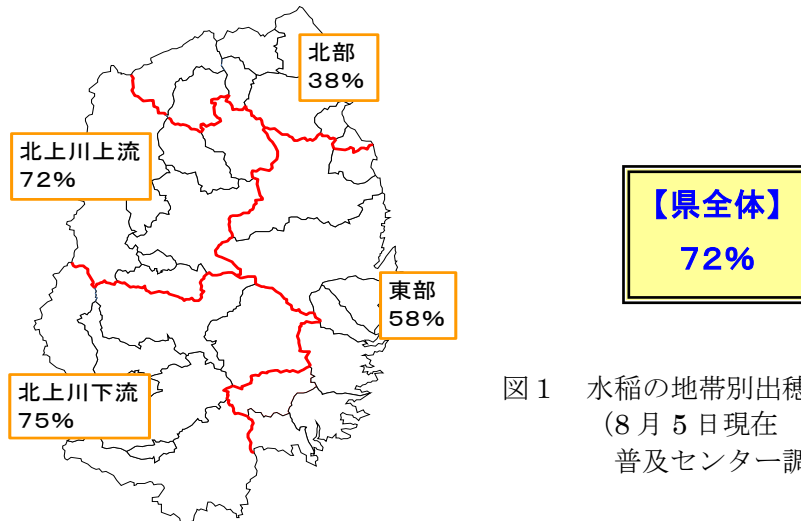 北部
38%
北上川上流
72%
【県全体】
72%
東部
58%
北上川下流
75%
図1 水稲の地帯別出穂
(8月5日現在
普及センター調